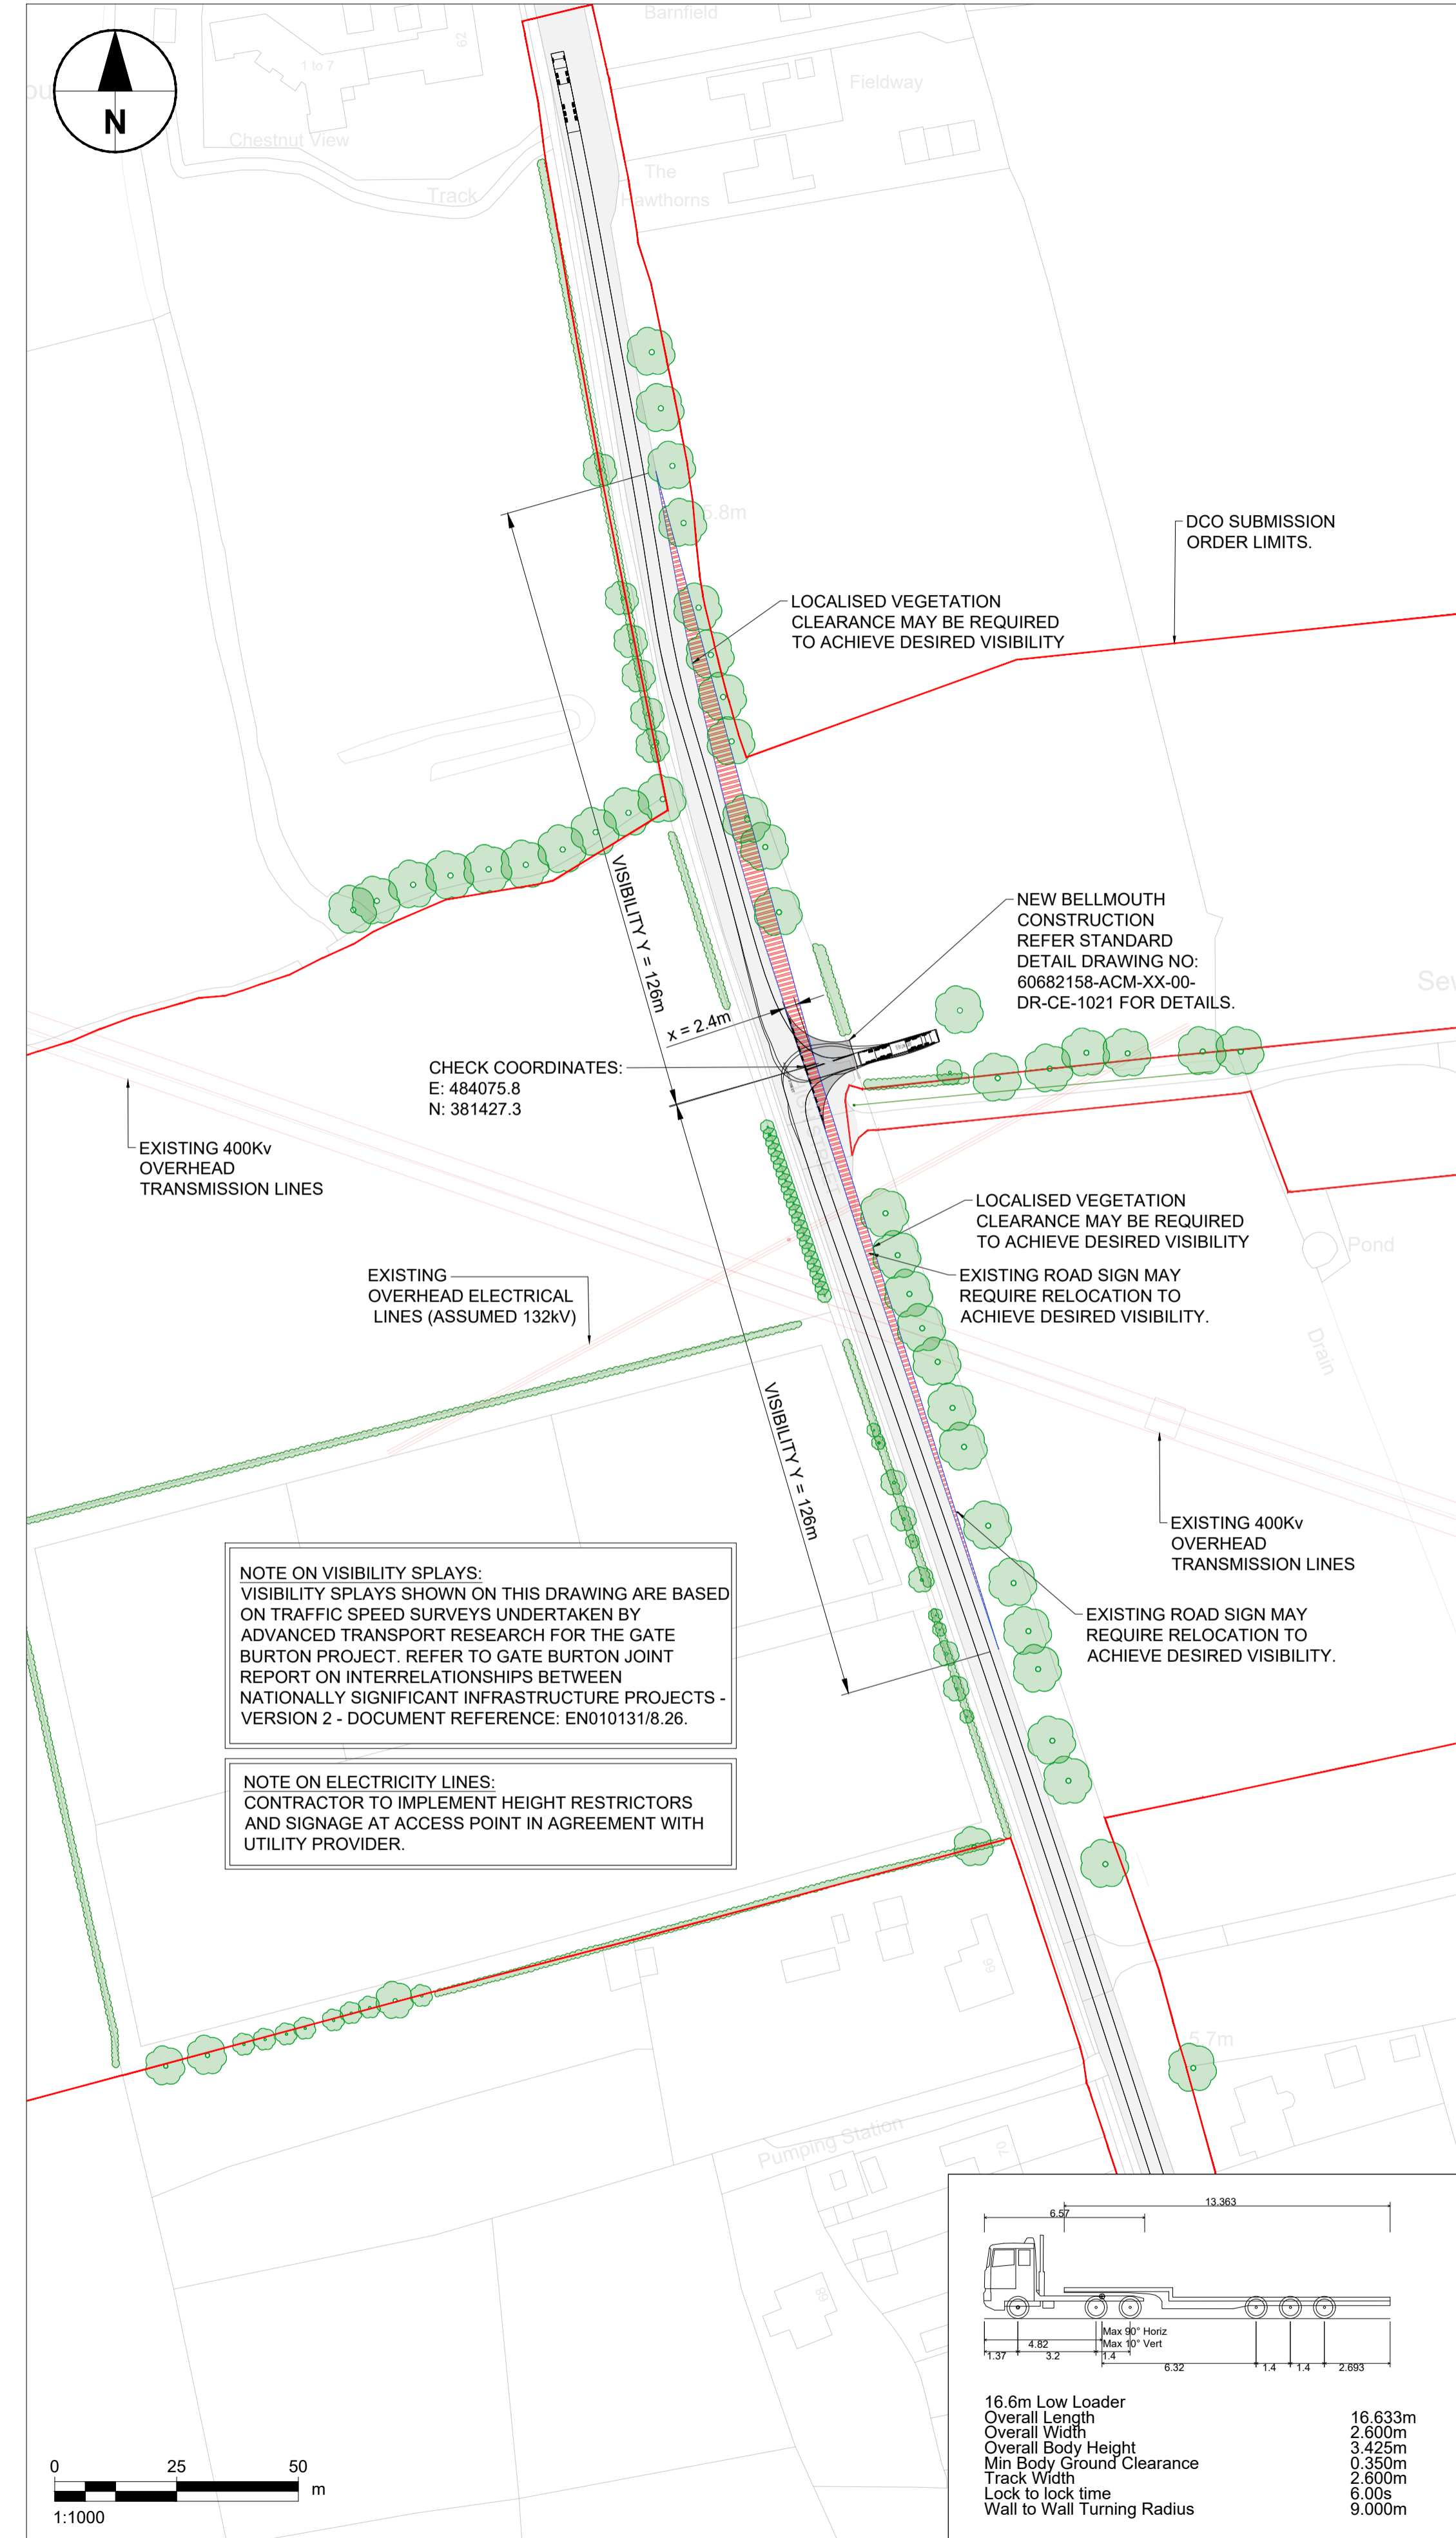 Barnfield
62
1 to 7
Fieldway
N
Chestnut View
The
Hawthorns
Track
5.8m
DCO SUBMISSION
ORDER LIMITS.
LOCALISED VEGETATION
CLEARANCE MAY BE REQUIRED
TO ACHIEVE DESIRED VISIBILITY
VISIBILITY Y = 126m
NEW BELLMOUTH
CONSTRUCTION
REFER STANDARD
DETAIL DRAWING NO:
60682158-ACM-XX-00-
DR-CE-1021 FOR DETAILS.
x = 2.4m
CHECK COORDINATES:
E: 484075.8
N: 381427.3
EXISTING 400Kv
OVERHEAD
TRANSMISSION LINES
LOCALISED VEGETATION
CLEARANCE MAY BE REQUIRED
TO ACHIEVE DESIRED VISIBILITY
Pond
EXISTING
OVERHEAD ELECTRICAL
LINES (ASSUMED 132kV)
EXISTING ROAD SIGN MAY
REQUIRE RELOCATION TO
ACHIEVE DESIRED VISIBILITY.
Drain
VISIBILITY Y = 126m
EXISTING 400Kv
OVERHEAD
TRANSMISSION LINES
NOTE ON VISIBILITY SPLAYS:
VISIBILITY SPLAYS SHOWN ON THIS DRAWING ARE BASED
ON TRAFFIC SPEED SURVEYS UNDERTAKEN BY
ADVANCED TRANSPORT RESEARCH FOR THE GATE
BURTON PROJECT. REFER TO GATE BURTON JOINT
REPORT ON INTERRELATIONSHIPS BETWEEN
NATIONALLY SIGNIFICANT INFRASTRUCTURE PROJECTS -
VERSION 2 - DOCUMENT REFERENCE: EN010131/8.26.
EXISTING ROAD SIGN MAY
REQUIRE RELOCATION TO
ACHIEVE DESIRED VISIBILITY.
NOTE ON ELECTRICITY LINES:
CONTRACTOR TO IMPLEMENT HEIGHT RESTRICTORS
AND SIGNAGE AT ACCESS POINT IN AGREEMENT WITH
UTILITY PROVIDER.
66
5.7m
Pumping Station
70
68
13.363
6.57
Max 90° Horiz
4.82 Max 10° Vert
1.37 3.2 1.4
6.32 1.4 1.4 2.693
16.6m Low Loader
Overall Length 16.633m
Overall Width 2.600m
Overall Body Height 3.425m
Min Body Ground Clearance 0.350m
Track Width 2.600m
Lock to lock time 6.00s
Wall to Wall Turning Radius 9.000m
0 25 50
m
1:1000